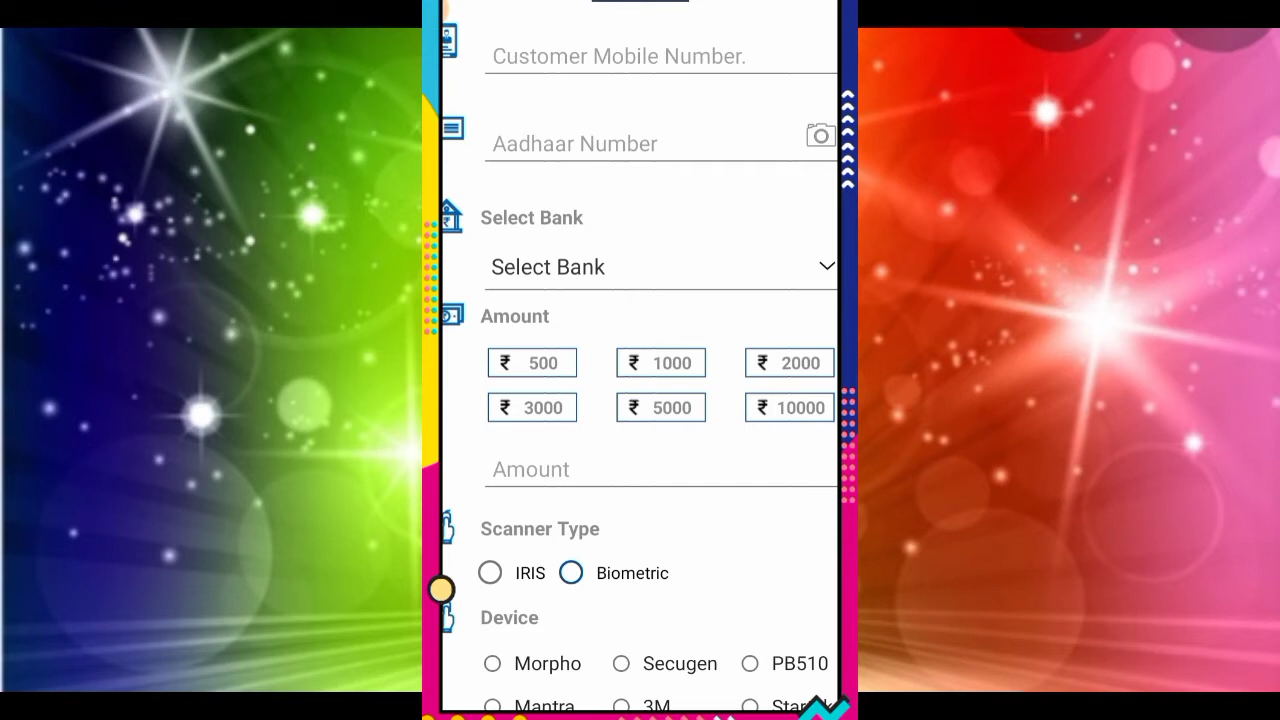 Customer Mobile Number.
Aadhaar Number
Select Bank
Select Bank
Amount
₹ 500 ₹ 1000 ₹ 2000
₹ 3000 ₹ 5000 ₹ 10000
Amount
Scanner Type
IRIS Biometric
Device
Morpho Secugen PB510
Mantra 3M